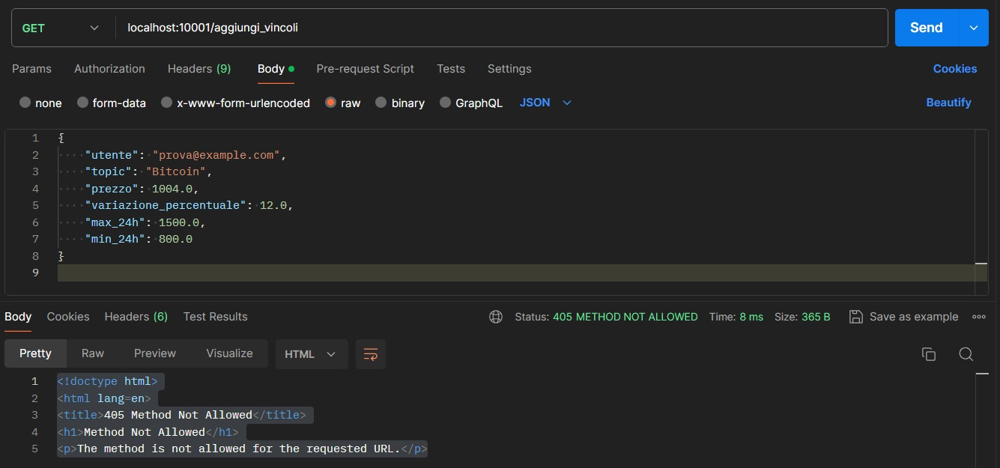 GET localhost:10001/aggiungi_vincoli Send
Params Authorization Headers (9) Body Pre-request Script Tests Settings Cookies
none form-data x-www-form-urlencoded raw binary GraphQL JSON Beautify
1 {
2 "utente": "prova@example.com",
3 "topic": "Bitcoin",
4 "prezzo": 1004.0,
5 "variazione_percentuale": 12.0,
6 "max_24h": 1500.0,
7 "min_24h": 800.0
8 }
9
Body Cookies Headers (6) Test Results Status: 405 METHOD NOT ALLOWED Time: 8 ms Size: 365 B Save as example
Pretty Raw Preview Visualize HTML
1 <!doctype html>
2 <html lang=en>
3 <title>405 Method Not Allowed</title>
4 <h1>Method Not Allowed</h1>
5 <p>The method is not allowed for the requested URL.</p>